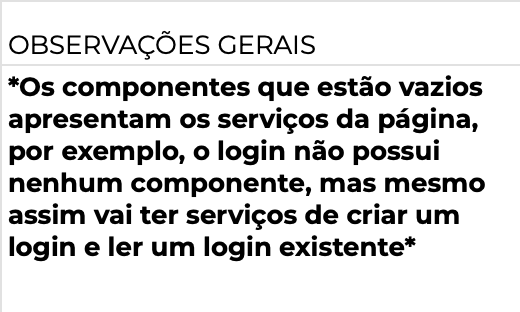 OBSERVAÇÕES GERAIS
*Os componentes que estão vazios
apresentam os serviços da página,
por exemplo, o login não possui
nenhum componente, mas mesmo
assim vai ter serviços de criar um
login e ler um login existente*